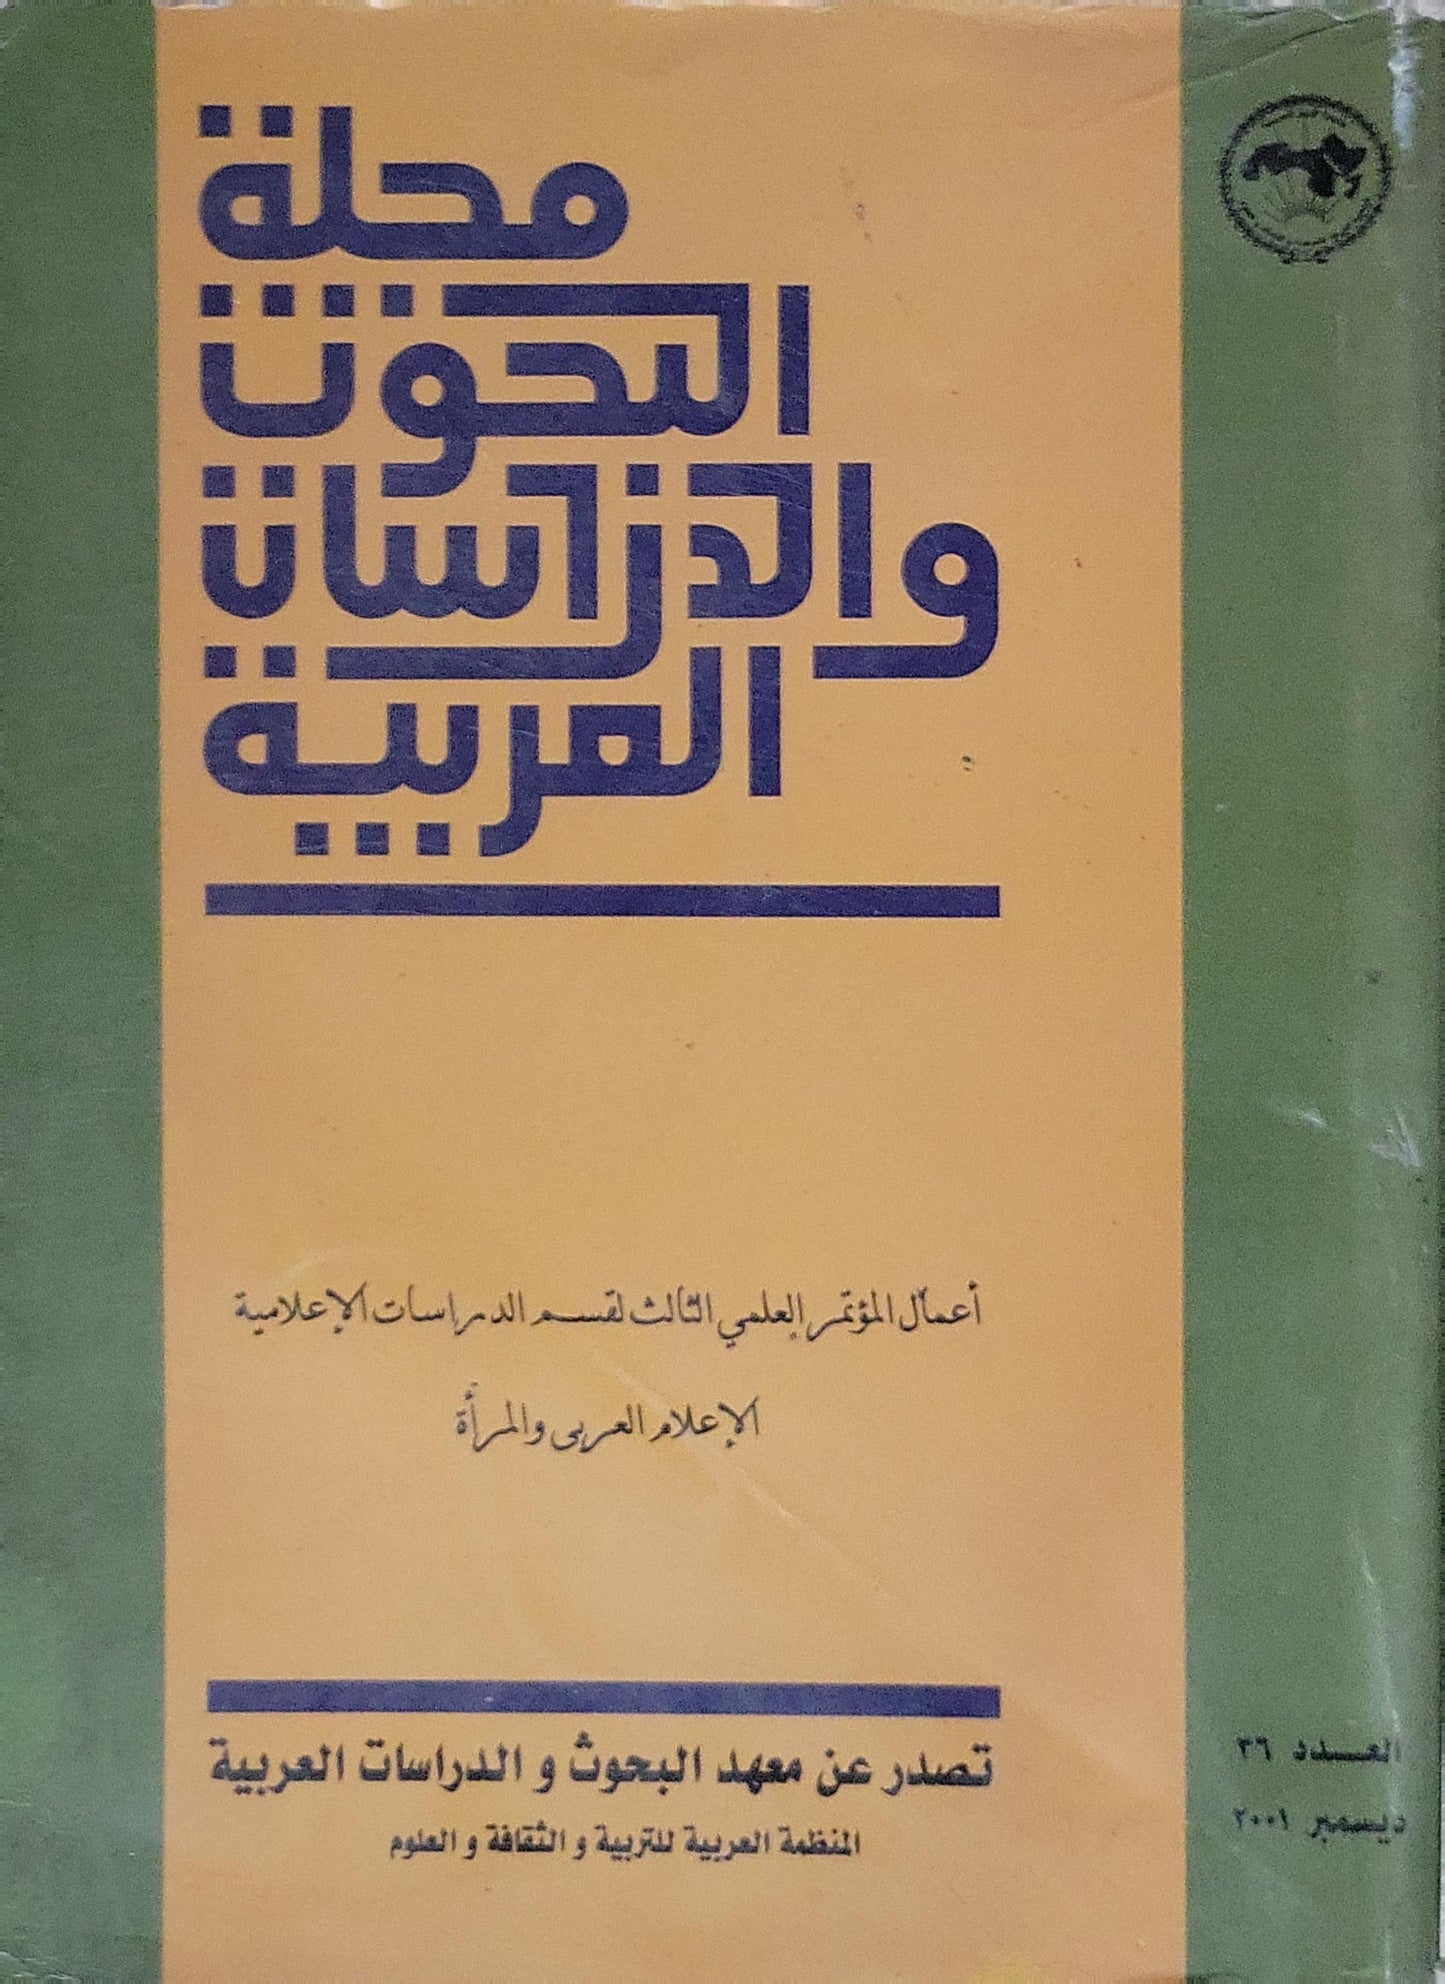 مجلة
البحوث
والدراسات
العربية
أعمال المؤتمر العلمي الثالث لقسم الدراسات الإعلامية
الإعلام العربى والمرأة
تصدر عن معهد البحوث و الدراسات العربية
المنظمة العربية للتربية و الثقافة و العلوم
العدد ٣٦
ديسمبر ٢٠٠١